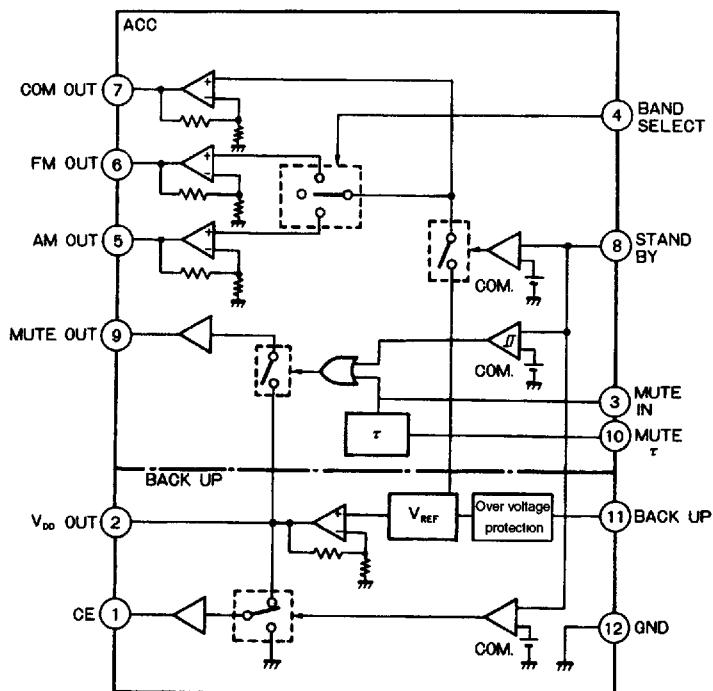 ACC
COM OUT 7
+
−
4 BAND
SELECT
FM OUT 6
+
−
AM OUT 5
+
−
8 STAND
BY
COM.
MUTE OUT 9
COM.
3 MUTE
IN
τ
10 MUTE
τ
BACK UP
VDD OUT 2
+
−
VREF
Over voltage
protection
11 BACK UP
CE 1
COM.
12 GND